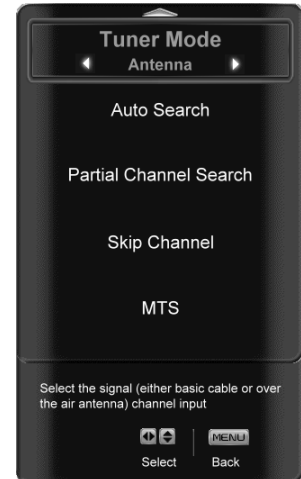 Tuner Mode
Antenna
Auto Search
Partial Channel Search
Skip Channel
MTS
Select the signal (either basic cable or over
the air antenna) channel input
MENU
Select Back